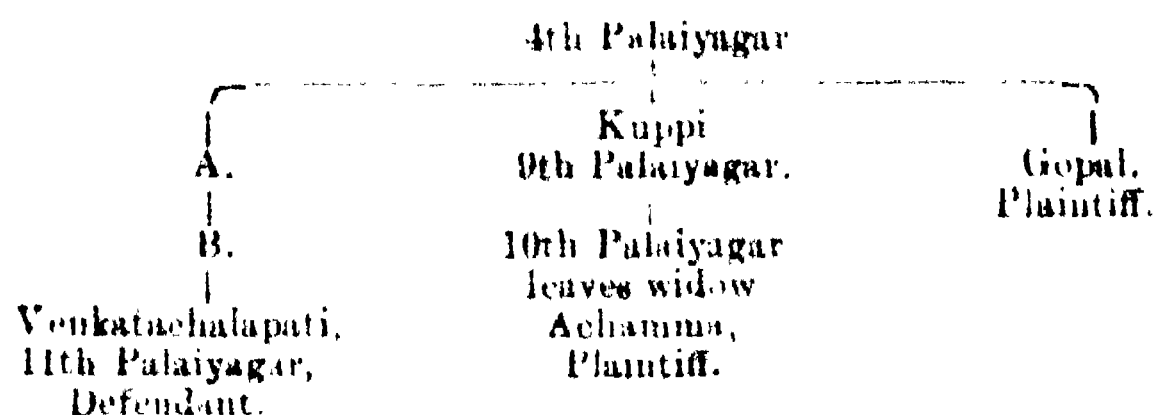 4th Palaiyagar
Kuppi
A. 9th Palaiyagar. Gopal.
Plaintiff.
B. 10th Palaiyagar
leaves widow
Venkatachalapati, Achamma,
11th Palaiyagar, Plaintiff.
Defendant.